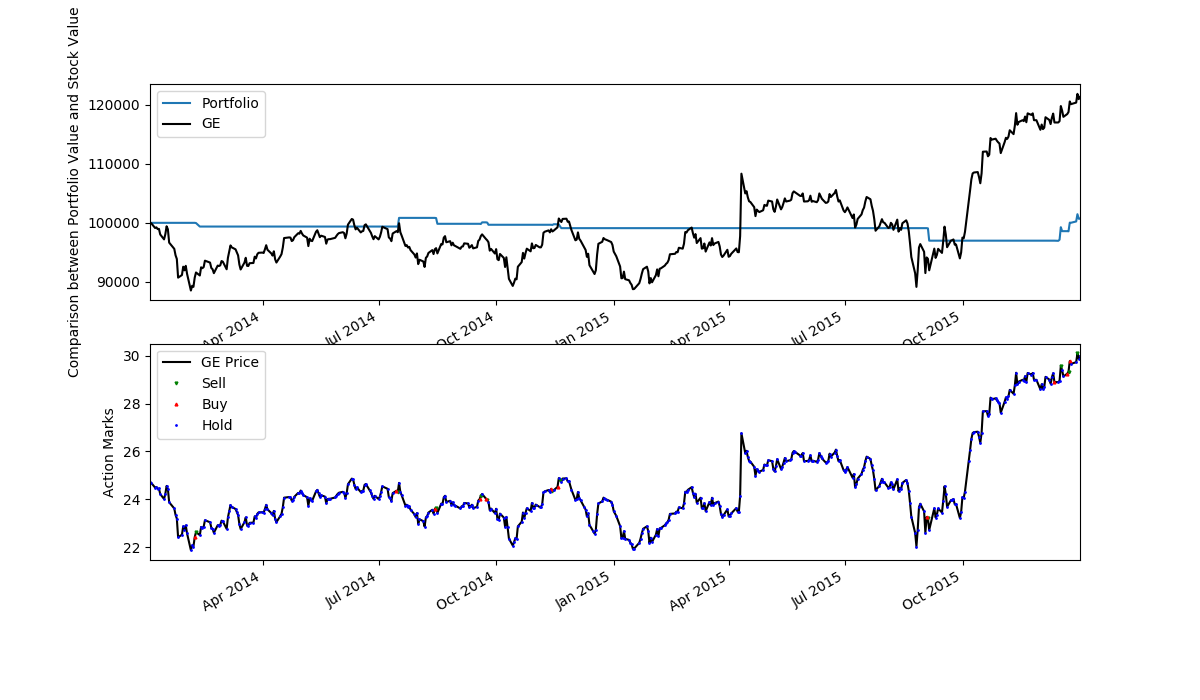 Comparison between Portfolio Value and Stock Value
120000
110000
100000
90000
Portfolio
GE
Apr 2014
Jul 2014
Oct 2014
Jan 2015
Apr 2015
Jul 2015
Oct 2015
Action Marks
30
28
26
24
22
GE Price
Sell
Buy
Hold
Apr 2014
Jul 2014
Oct 2014
Jan 2015
Apr 2015
Jul 2015
Oct 2015